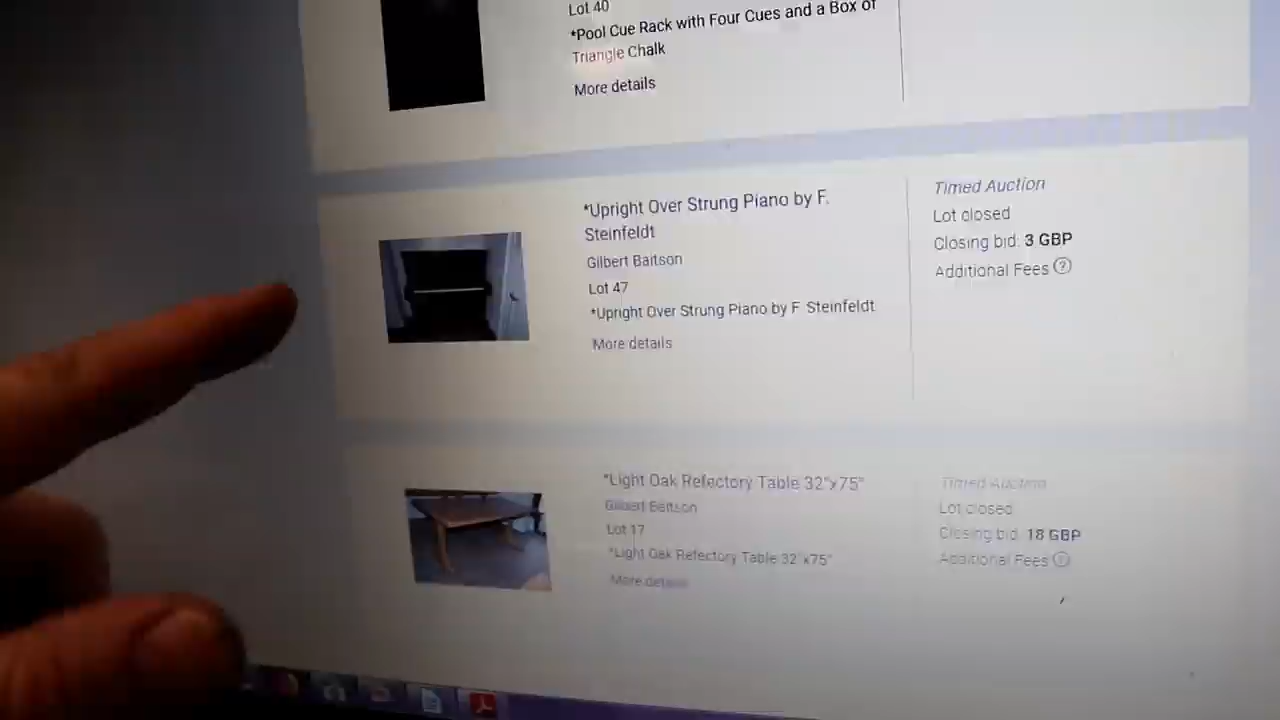 Lot 40
*Pool Cue Rack with Four Cues and a Box of
Triangle Chalk
More details
*Upright Over Strung Piano by F.
Steinfeldt
Gilbert Baitson
Lot 47
*Upright Over Strung Piano by F Steinfeldt
More details
Timed Auction
Lot closed
Closing bid: 3 GBP
Additional Fees ?
*Light Oak Refectory Table 32"x75"
Gilbert Baitson
Lot 17
*Light Oak Refectory Table 32"x75"
More details
Timed Auction
Lot closed
Closing bid: 18 GBP
Additional Fees